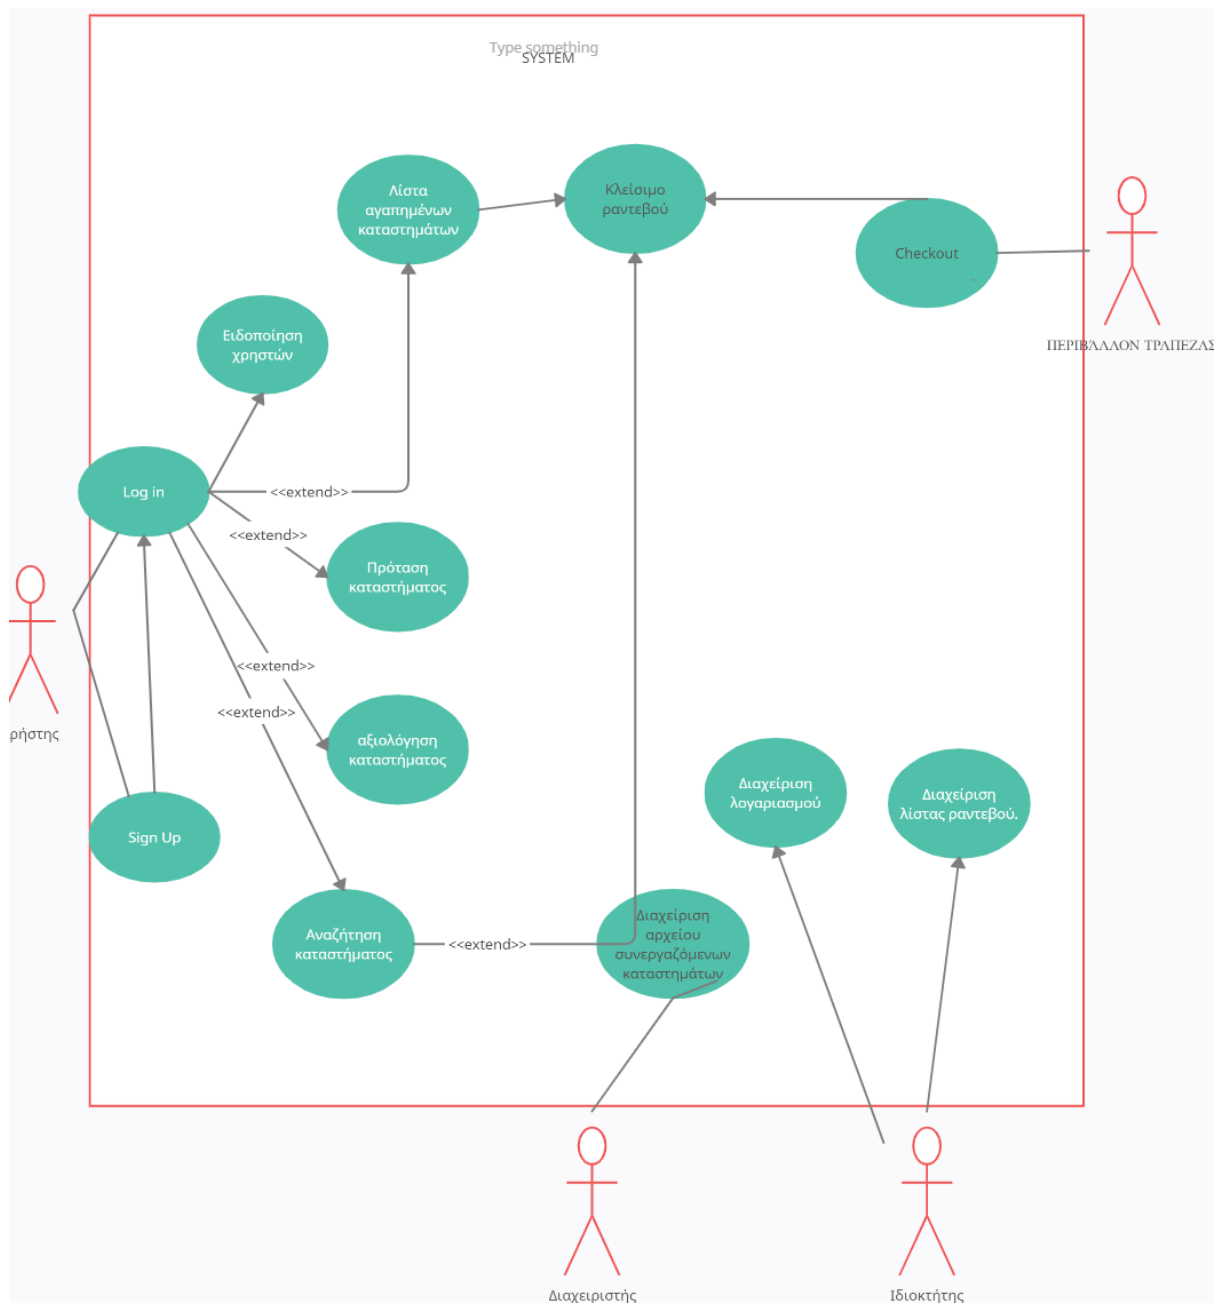 Type something
SYSTEM
Λίστα
αγαπημένων
καταστημάτων
Κλείσιμο
ραντεβού
Checkout
ΠΕΡΙΒΆΛΛΟΝ ΤΡΑΠΕΖΑΣ
Ειδοποίηση
χρηστών
Log in
<<extend>>
<<extend>>
Πρόταση
καταστήματος
<<extend>>
<<extend>>
αξιολόγηση
καταστήματος
ρήστης
Διαχείριση
λογαριασμού
Διαχείριση
λίστας ραντεβού.
Sign Up
Αναζήτηση
καταστήματος
<<extend>>
Διαχείριση
αρχείου
συνεργαζόμενων
καταστημάτων
Διαχειριστής
Ιδιοκτήτης